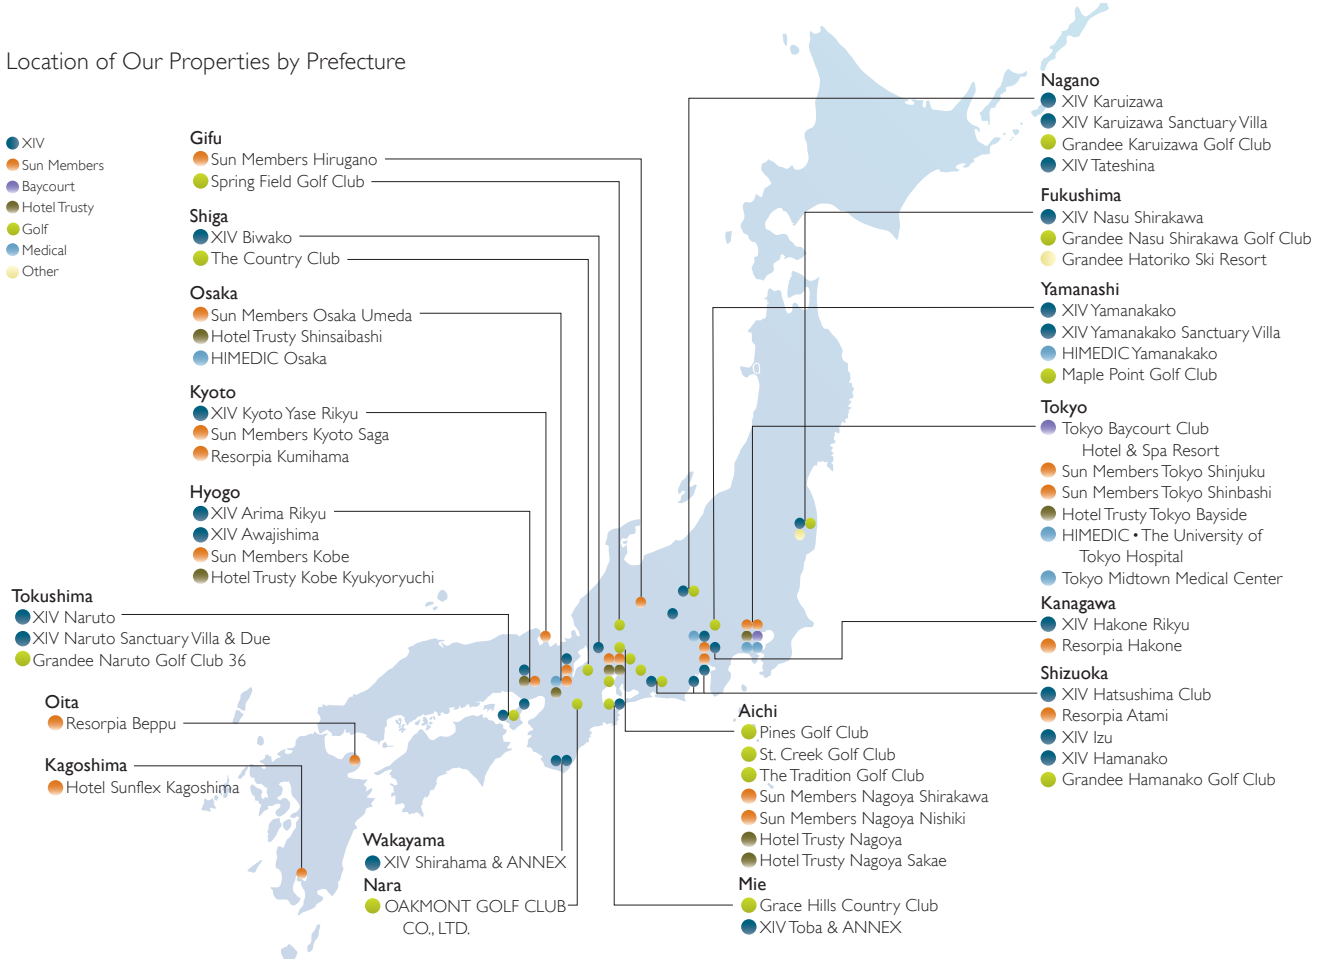 Location of Our Properties by Prefecture
XIV
Sun Members
Baycourt
Hotel Trusty
Golf
Medical
Other
Gifu
Sun Members Hirugano
Spring Field Golf Club
Shiga
XIV Biwako
The Country Club
Osaka
Sun Members Osaka Umeda
Hotel Trusty Shinsaibashi
HIMEDIC Osaka
Kyoto
XIV Kyoto Yase Rikyu
Sun Members Kyoto Saga
Resorpia Kumihama
Hyogo
XIV Arima Rikyu
XIV Awajishima
Sun Members Kobe
Hotel Trusty Kobe Kyukyoryuchi
Tokushima
XIV Naruto
XIV Naruto Sanctuary Villa & Due
Grandee Naruto Golf Club 36
Oita
Resorpia Beppu
Kagoshima
Hotel Sunflex Kagoshima
Wakayama
XIV Shirahama & ANNEX
Nara
OAKMONT GOLF CLUB
CO., LTD.
Nagano
XIV Karuizawa
XIV Karuizawa Sanctuary Villa
Grandee Karuizawa Golf Club
XIV Tateshina
Fukushima
XIV Nasu Shirakawa
Grandee Nasu Shirakawa Golf Club
Grandee Hatoriko Ski Resort
Yamanashi
XIV Yamanakako
XIV Yamanakako Sanctuary Villa
HIMEDIC Yamanakako
Maple Point Golf Club
Tokyo
Tokyo Baycourt Club
Hotel & Spa Resort
Sun Members Tokyo Shinjuku
Sun Members Tokyo Shinbashi
Hotel Trusty Tokyo Bayside
HIMEDIC • The University of
Tokyo Hospital
Tokyo Midtown Medical Center
Kanagawa
XIV Hakone Rikyu
Resorpia Hakone
Shizuoka
XIV Hatsushima Club
Resorpia Atami
XIV Izu
XIV Hamanako
Grandee Hamanako Golf Club
Aichi
Pines Golf Club
St. Creek Golf Club
The Tradition Golf Club
Sun Members Nagoya Shirakawa
Sun Members Nagoya Nishiki
Hotel Trusty Nagoya
Hotel Trusty Nagoya Sakae
Mie
Grace Hills Country Club
XIV Toba & ANNEX